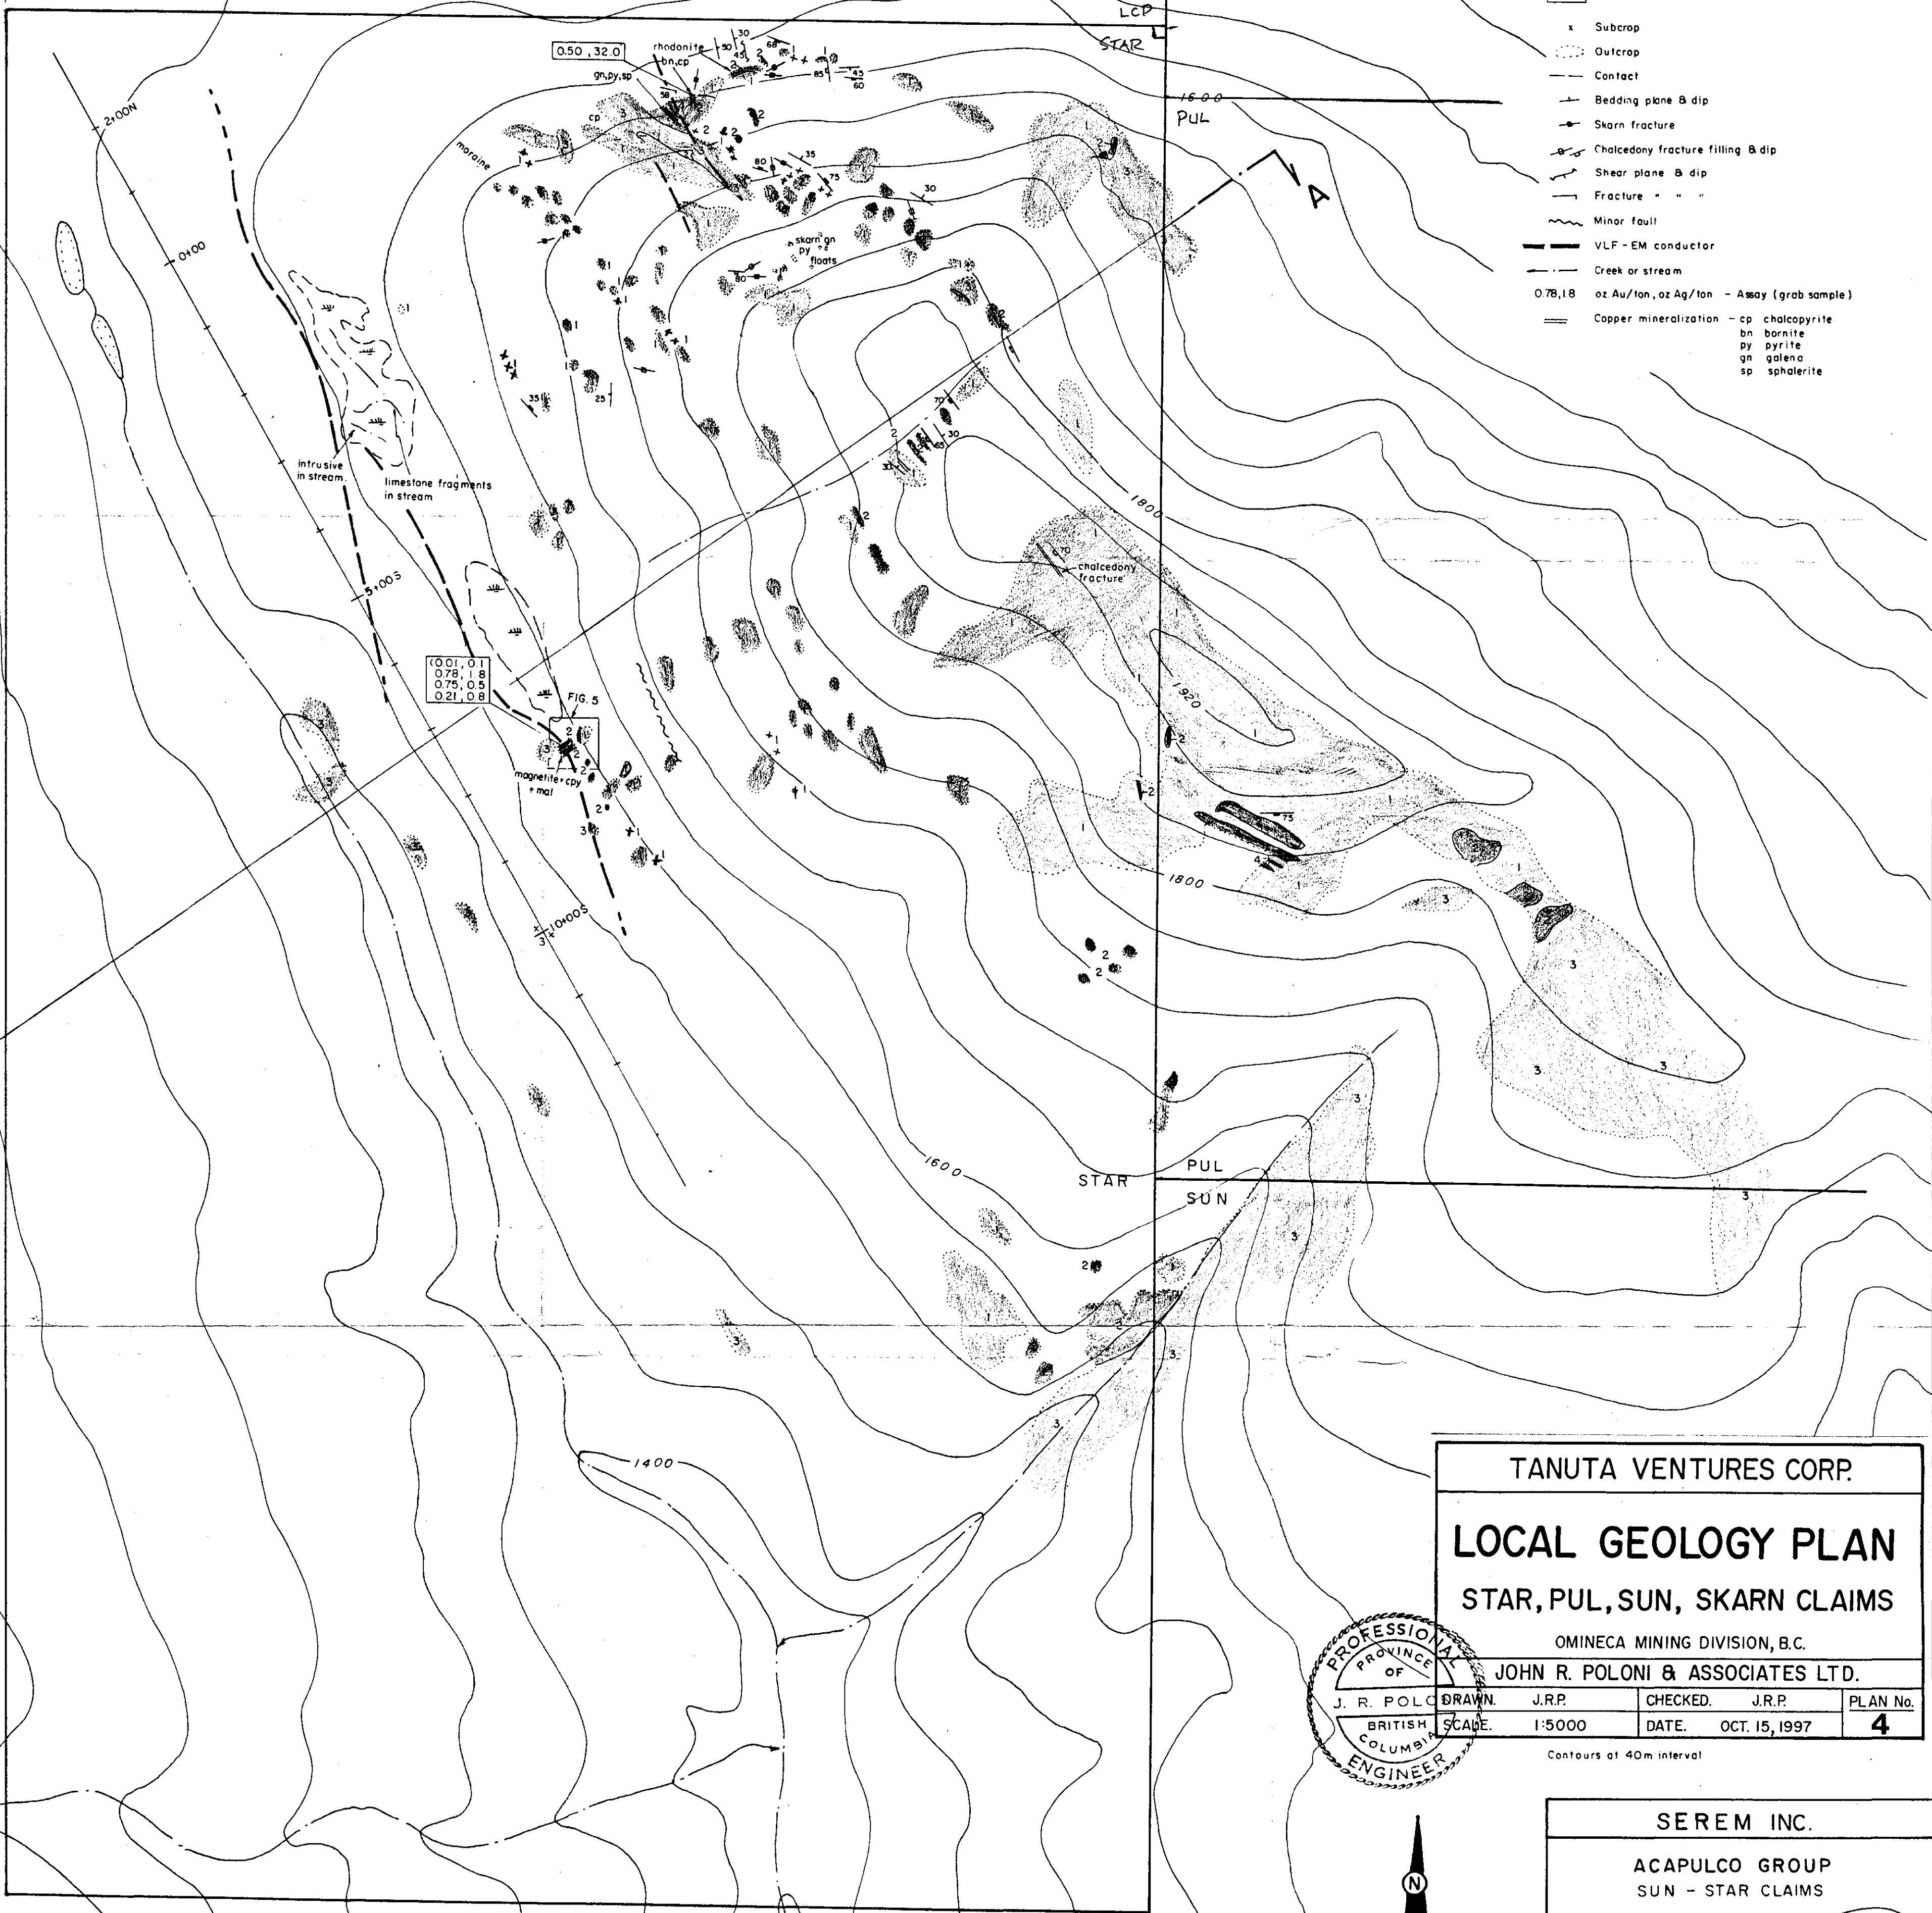 LCP
STAR
0.50, 32.0
rhodonite
bn,cp
gn,py,sp
cp
moraine
2+00N
0+00
5+00S
10+00S
1600
PUL
A
skarn gn
py
floats
intrusive
in stream.
limestone fragments
in stream
1800
chalcedony
fracture
1920
<0.01, 0.1
0.78, 1.8
0.75, 0.5
0.21, 0.8
FIG. 5
magnetite+cpy
+mal
1800
1600
STAR
PUL
SUN
1400
x Subcrop
Outcrop
Contact
Bedding plane & dip
Skarn fracture
Chalcedony fracture filling & dip
Shear plane & dip
Fracture " " "
Minor fault
VLF - EM conductor
Creek or stream
0.78,1.8 oz Au/ton, oz Ag/ton - Assay (grab sample)
Copper mineralization - cp chalcopyrite
bn bornite
py pyrite
gn galena
sp sphalerite
TANUTA VENTURES CORP.
LOCAL GEOLOGY PLAN
STAR, PUL, SUN, SKARN CLAIMS
OMINECA MINING DIVISION, B.C.
JOHN R. POLONI & ASSOCIATES LTD.
DRAWN. J.R.P. CHECKED. J.R.P. PLAN No.
SCALE. 1:5000 DATE. OCT. 15, 1997 4
PROFESSIONAL
PROVINCE
OF
J. R. POLO
BRITISH
COLUMBIA
ENGINEER
Contours at 40m interval
N
SEREM INC.
ACAPULCO GROUP
SUN - STAR CLAIMS